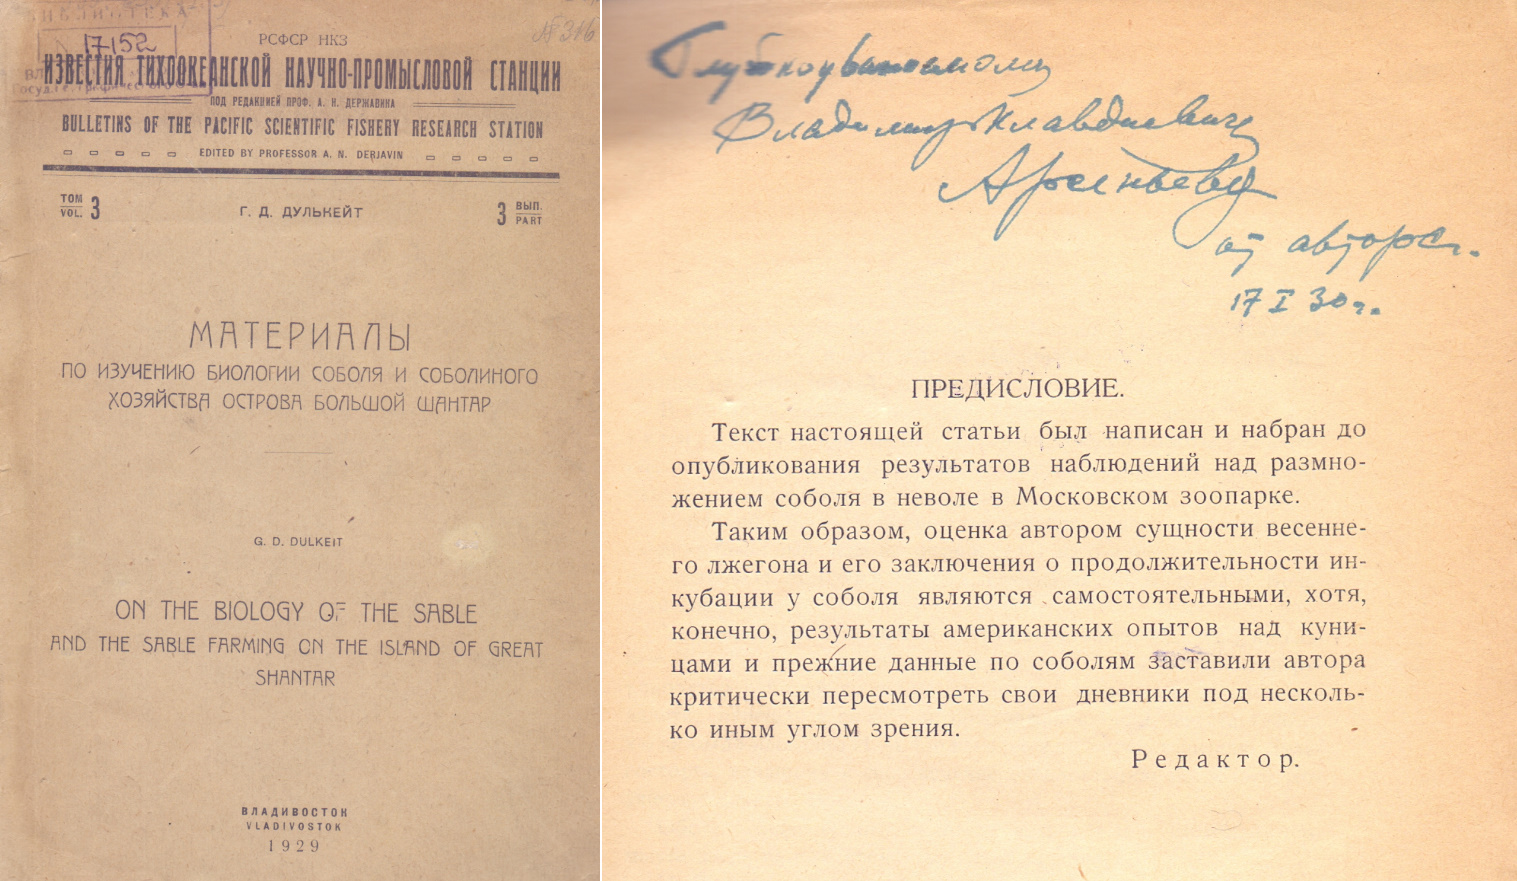 БИБЛИОТЕКА
17152
№ 316
РСФСР НКЗ
ИЗВЕСТИЯ ТИХООКЕАНСКОЙ НАУЧНО-ПРОМЫСЛОВОЙ СТАНЦИИ
ПОД РЕДАКЦИЕЙ ПРОФ. А. Н. ДЕРЖАВИНА
BULLETINS OF THE PACIFIC SCIENTIFIC FISHERY RESEARCH STATION
EDITED BY PROFESSOR A. N. DERJAVIN
ТОМ VOL. 3
Г. Д. ДУЛЬКЕЙТ
3 ВЫП. PART
МАТЕРИАЛЫ
ПО ИЗУЧЕНИЮ БИОЛОГИИ СОБОЛЯ И СОБОЛИНОГО
ХОЗЯЙСТВА ОСТРОВА БОЛЬШОЙ ШАНТАР
G. D. DULKEIT
ON THE BIOLOGY OF THE SABLE
AND THE SABLE FARMING ON THE ISLAND OF GREAT
SHANTAR
ВЛАДИВОСТОК
VLADIVOSTOK
1929
Глубокоуважаемому
Владимиру Клавдиевичу
Арсеньеву
от автора.
17 I 30 г.
ПРЕДИСЛОВИЕ.
Текст настоящей статьи был написан и набран до
опубликования результатов наблюдений над размно-
жением соболя в неволе в Московском зоопарке.
Таким образом, оценка автором сущности весенне-
го лжегона и его заключения о продолжительности ин-
кубации у соболя являются самостоятельными, хотя,
конечно, результаты американских опытов над куни-
цами и прежние данные по соболям заставили автора
критически пересмотреть свои дневники под несколь-
ко иным углом зрения.
Редактор.